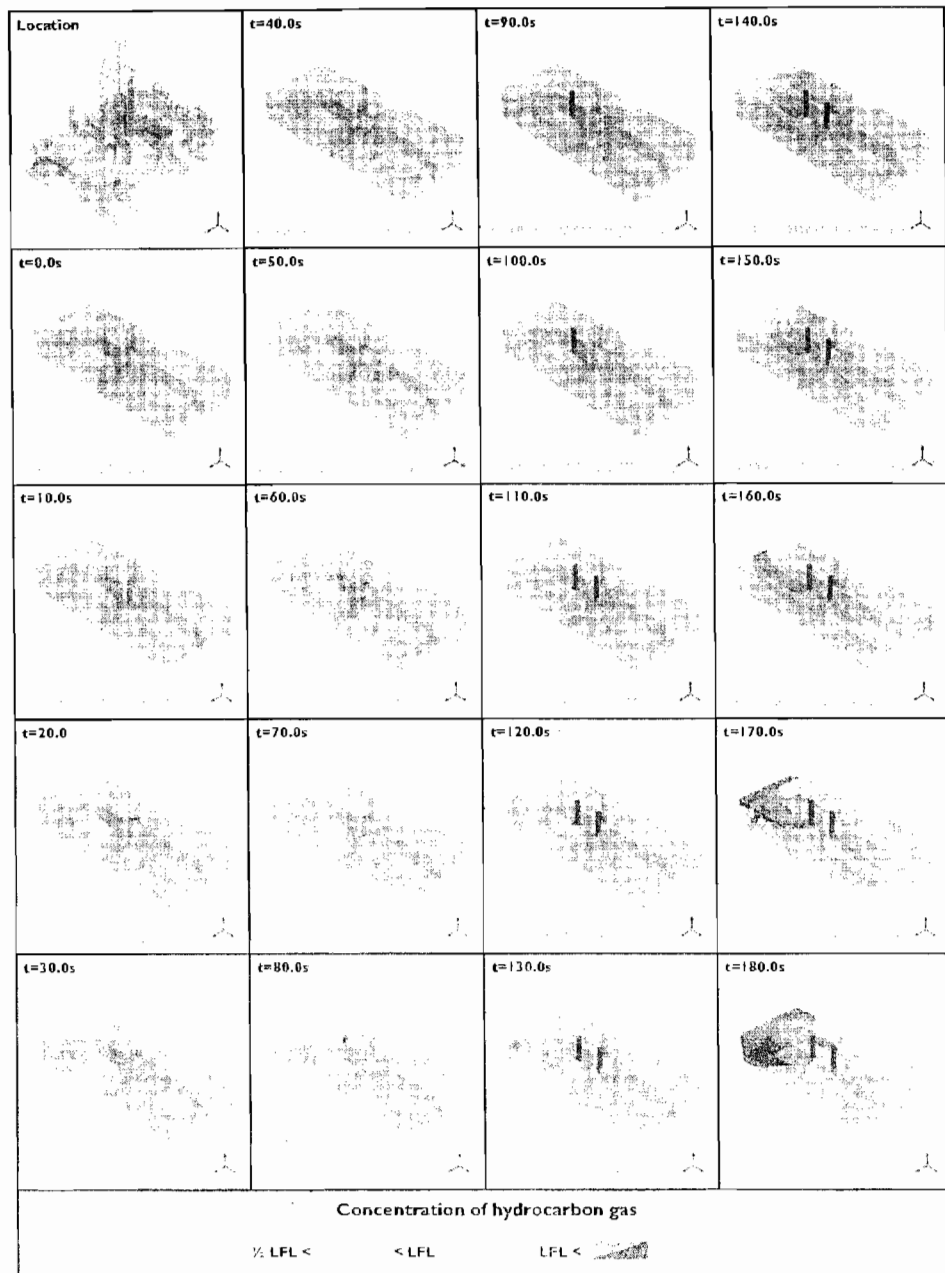 Location
t=40.0s
t=90.0s
t=140.0s
t=0.0s
t=50.0s
t=100.0s
t=150.0s
t=10.0s
t=60.0s
t=110.0s
t=160.0s
t=20.0
t=70.0s
t=120.0s
t=170.0s
t=30.0s
t=80.0s
t=130.0s
t=180.0s
Concentration of hydrocarbon gas
½ LFL < < LFL LFL <